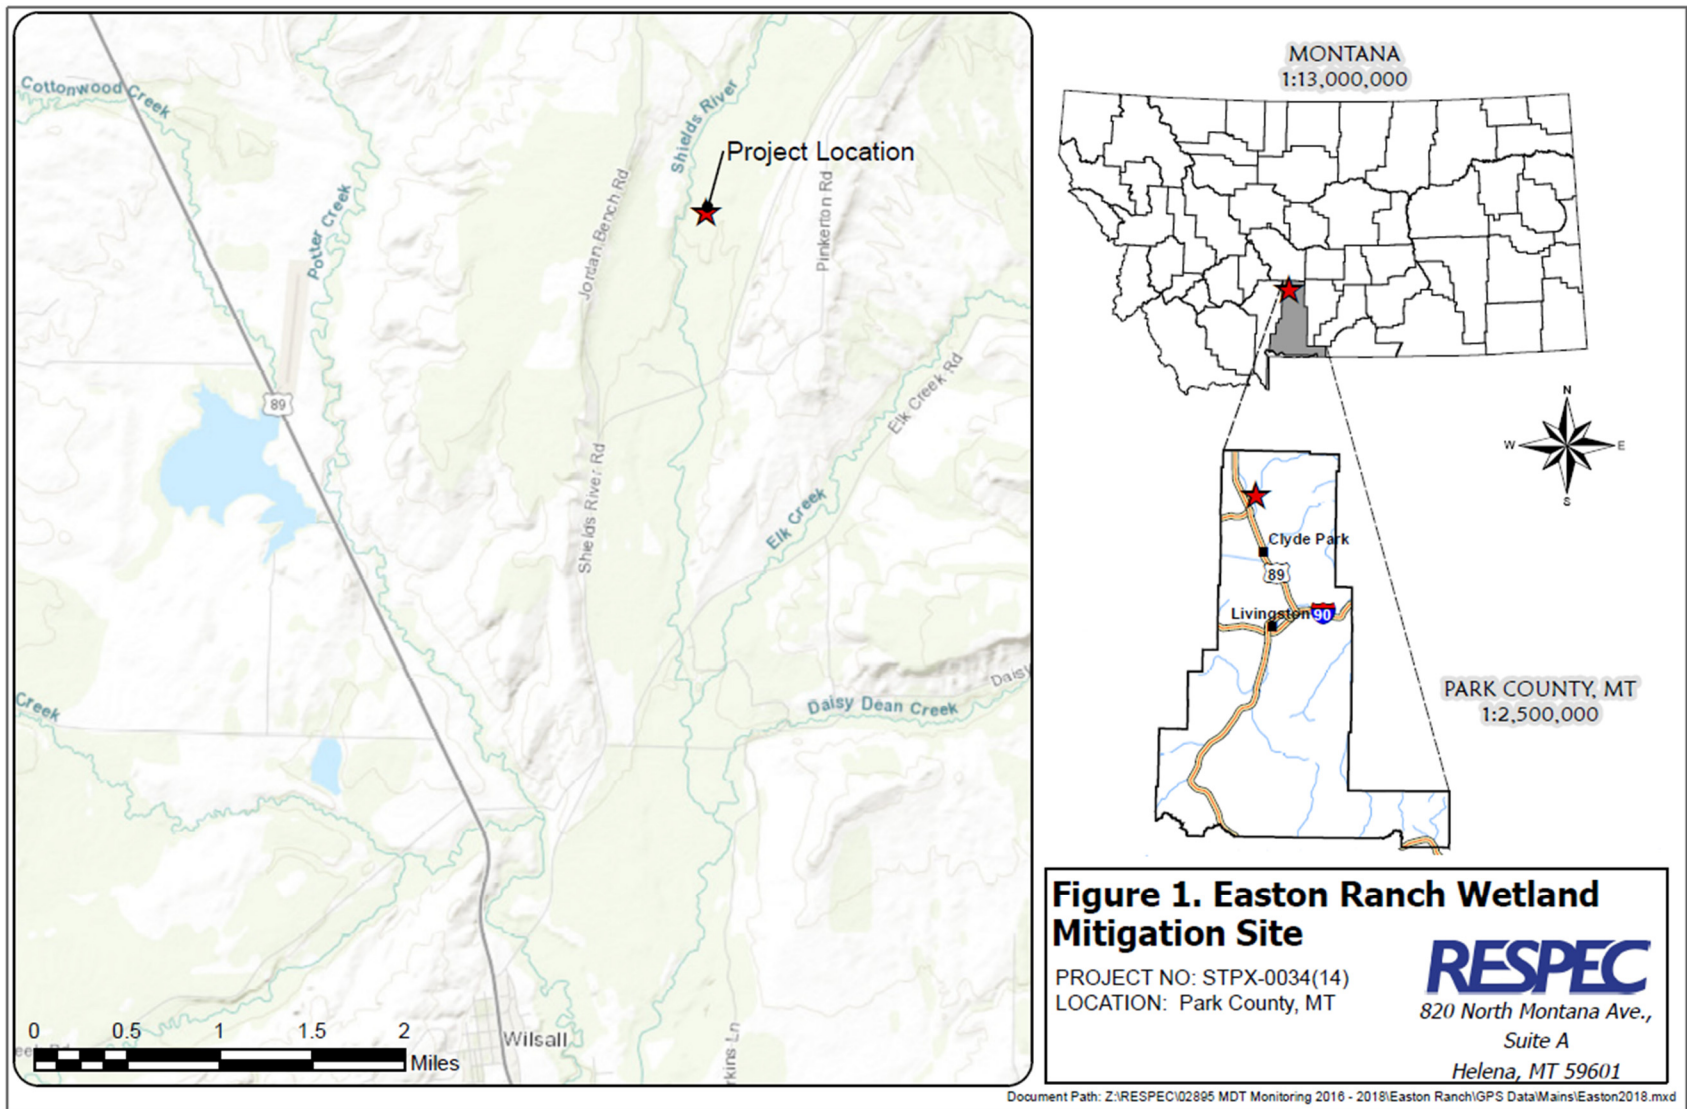 Cottonwood Creek
Potter Creek
Shields River
Project Location
Jordan Bench Rd
Pinkerton Rd
89
Elk Creek Rd
Shields River Rd
Elk Creek
Creek
Daisy Dean Creek
Wilsall
0 0.5 1 1.5 2
Miles
MONTANA
1:13,000,000
N
W E
S
Clyde Park
89
Livingston 90
PARK COUNTY, MT
1:2,500,000
Figure 1. Easton Ranch Wetland
Mitigation Site
PROJECT NO: STPX-0034(14)
LOCATION: Park County, MT
RESPEC
820 North Montana Ave.,
Suite A
Helena, MT 59601
Document Path: Z:\RESPEC\02895 MDT Monitoring 2016 - 2018\Easton Ranch\GPS Data\Mains\Easton2018.mxd